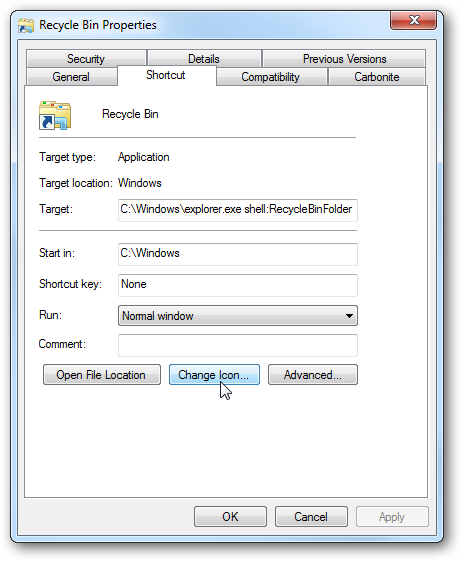 Recycle Bin Properties
Security Details Previous Versions
General Shortcut Compatibility Carbonite
Recycle Bin
Target type: Application
Target location: Windows
Target: C:\Windows\explorer.exe shell:RecycleBinFolder
Start in: C:\Windows
Shortcut key: None
Run: Normal window
Comment:
Open File Location Change Icon... Advanced...
OK Cancel Apply